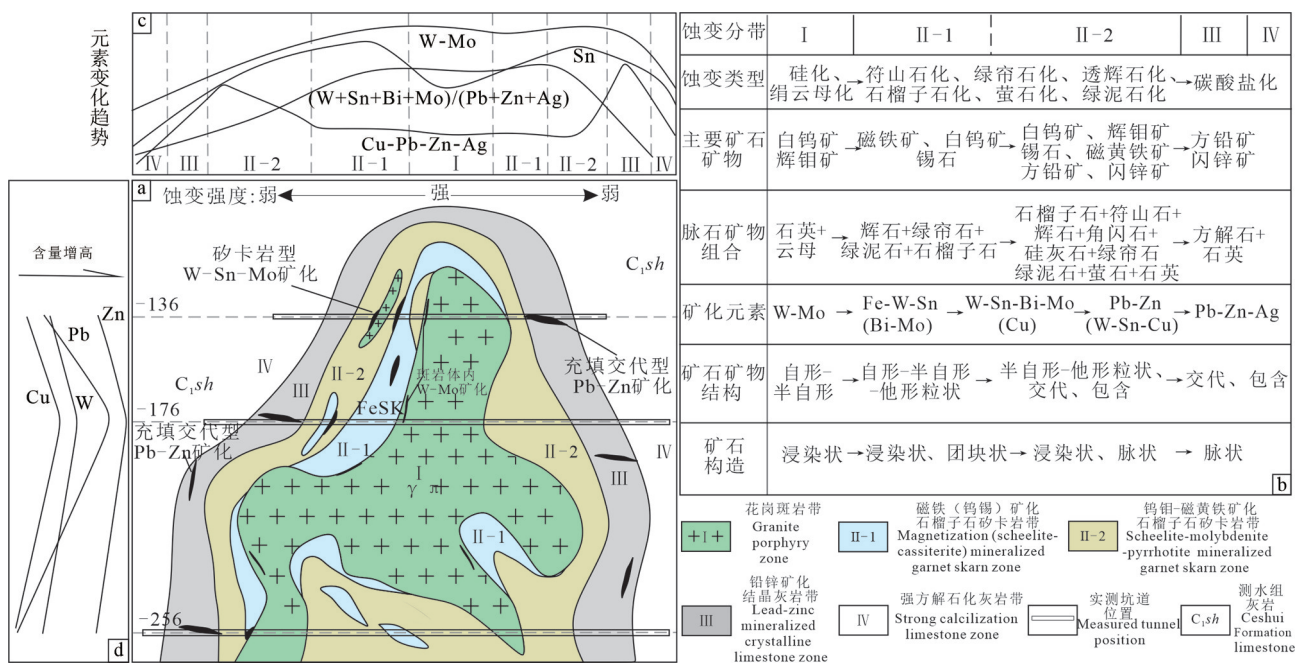 c
元素变化趋势
W-Mo
Sn
(W+Sn+Bi+Mo)/(Pb+Zn+Ag)
Cu-Pb-Zn-Ag
IV III II-2 II-1 I II-1 II-2 III IV
a
蚀变强度:弱 强 弱
矽卡岩型
W-Sn-Mo矿化
C₁sh
-136
充填交代型
Pb-Zn矿化
IV
III
II-2
斑岩体内
W-Mo矿化
C₁sh
FeSK
-176
充填交代型
Pb-Zn矿化
II-1
I
γπ
II-2
III
IV
II-1
-256
含量增高
Zn
Pb
Cu
W
d
蚀变分带 I II-1 II-2 III IV
蚀变类型
硅化、
绢云母化
符山石化、绿帘石化、透辉石化、
石榴子石化、萤石化、绿泥石化
碳酸盐化
主要矿石
矿物
白钨矿
辉钼矿
磁铁矿、白钨矿
锡石
白钨矿、辉钼矿
锡石、磁黄铁矿
方铅矿、闪锌矿
方铅矿
闪锌矿
脉石矿物
组合
石英+
云母
辉石+绿帘石+
绿泥石+石榴子石
石榴子石+符山石+
辉石+角闪石+
硅灰石+绿帘石
绿泥石+萤石+石英
方解石+
石英
矿化元素
W-Mo
Fe-W-Sn
(Bi-Mo)
W-Sn-Bi-Mo
(Cu)
Pb-Zn
(W-Sn-Cu)
Pb-Zn-Ag
矿石矿物
结构
自形-
半自形
自形-半自形
-他形粒状
半自形-他形粒状、
交代、包含
交代、包含
矿石
构造
浸染状
浸染状、团块状
浸染状、脉状
脉状
b
I
花岗斑岩带
Granite
porphyry
zone
II-1
磁铁（钨锡）矿化
石榴子石矽卡岩带
Magnetization (scheelite-
cassiterite) mineralized
garnet skarn zone
II-2
钨钼-磁黄铁矿化
石榴子石矽卡岩带
Scheelite-molybdenite
-pyrrhotite mineralized
garnet skarn zone
III
铅锌矿化
结晶灰岩带
Lead-zinc
mineralized
crystalline
limestone zone
IV
强方解石化灰岩带
Strong calcilization
limestone zone
实测坑道
位置
Measured tunnel
position
C₁sh
测水组
灰岩
Ceshui
Formation
limestone